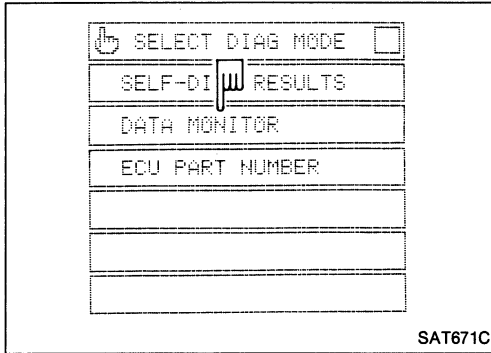 SELECT DIAG MODE
SELF-DI RESULTS
DATA MONITOR
ECU PART NUMBER
SAT671C